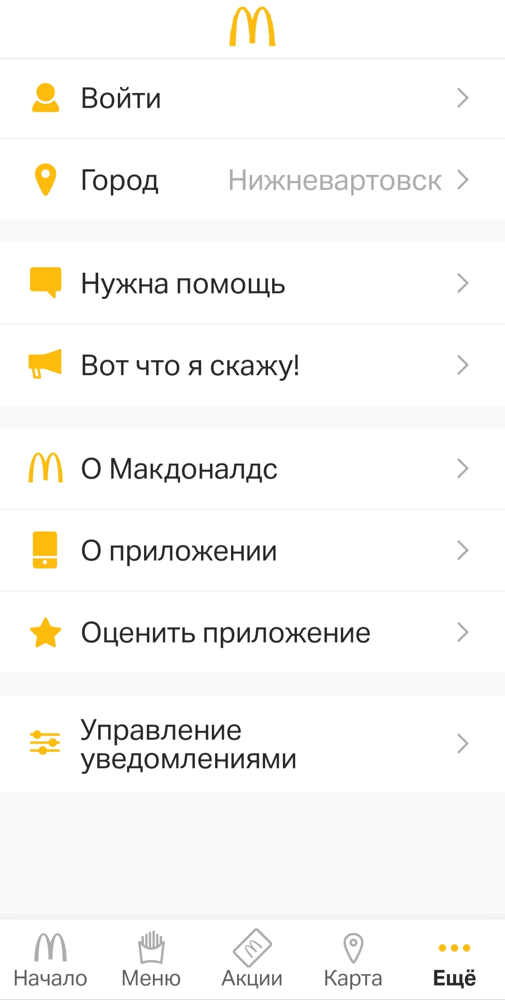 Войти
Город Нижневартовск
Нужна помощь
Вот что я скажу!
О Макдоналдс
О приложении
Оценить приложение
Управление
уведомлениями
Начало Меню Акции Карта Ещё